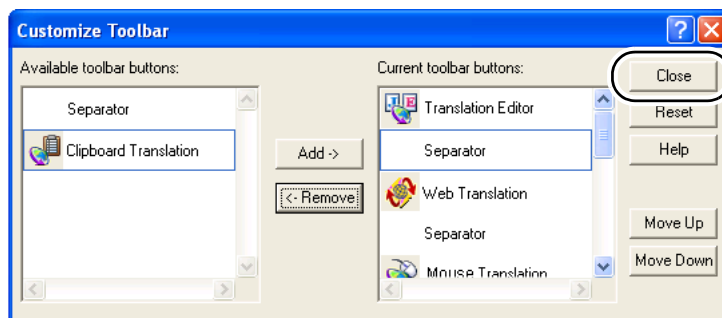 Customize Toolbar
Available toolbar buttons:
Separator
Clipboard Translation
Add ->
<- Remove
Current toolbar buttons:
Translation Editor
Separator
Web Translation
Separator
Mouse Translation
Close
Reset
Help
Move Up
Move Down